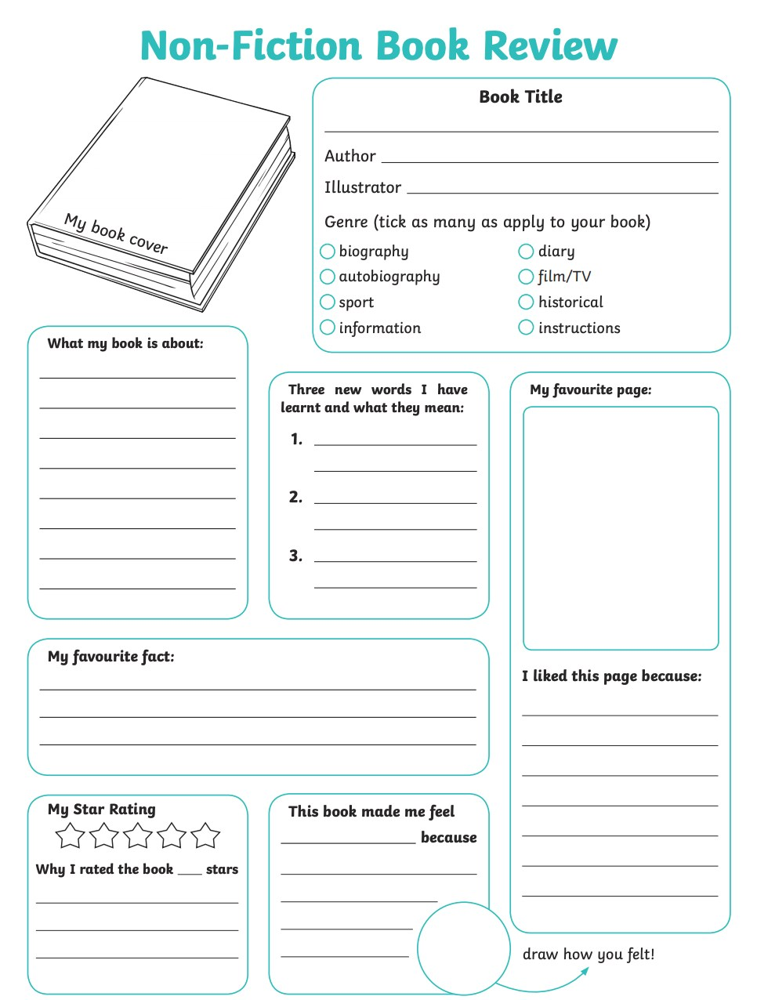 Non-Fiction Book Review
My book cover
Book Title
Author
Illustrator
Genre (tick as many as apply to your book)
biography
diary
autobiography
film/TV
sport
historical
information
instructions
What my book is about:
Three new words I have
learnt and what they mean:
1.
2.
3.
My favourite page:
I liked this page because:
My favourite fact:
My Star Rating
Why I rated the book ___ stars
This book made me feel
because
draw how you felt!